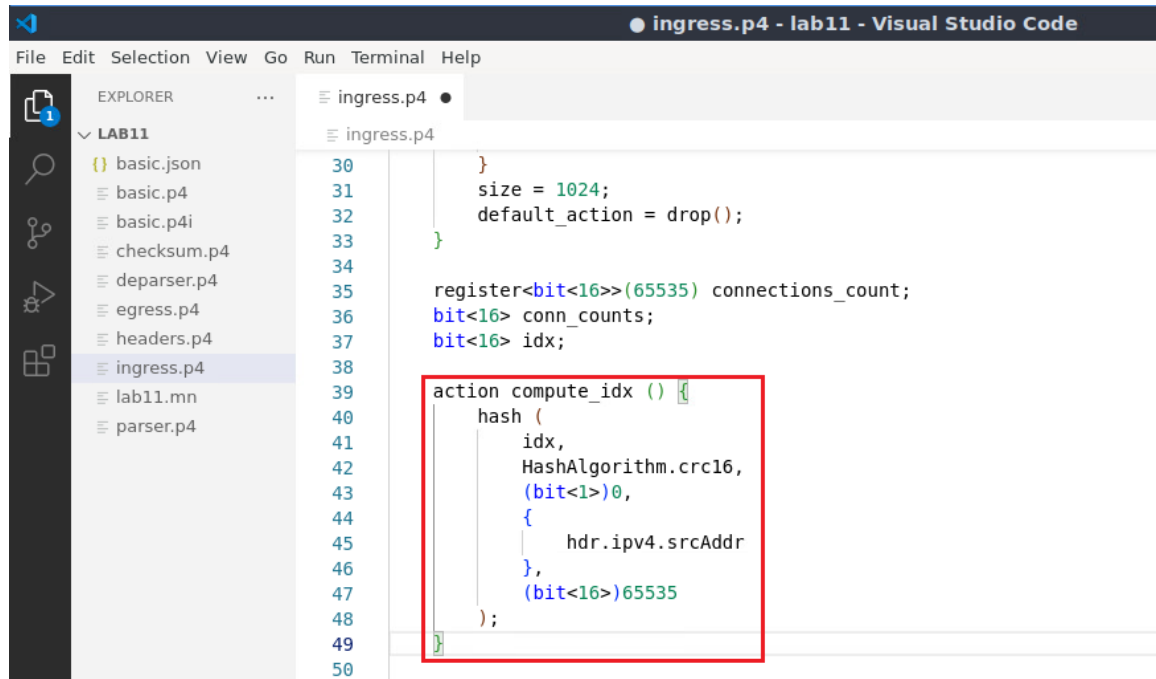 ingress.p4 - lab11 - Visual Studio Code
File Edit Selection View Go Run Terminal Help
EXPLORER ...
ingress.p4
1
LAB11
ingress.p4
{} basic.json
basic.p4
basic.p4i
checksum.p4
deparser.p4
egress.p4
headers.p4
ingress.p4
lab11.mn
parser.p4
30 }
31 size = 1024;
32 default_action = drop();
33 }
34
35 register<bit<16>>(65535) connections_count;
36 bit<16> conn_counts;
37 bit<16> idx;
38
39 action compute_idx () {
40 hash (
41 idx,
42 HashAlgorithm.crc16,
43 (bit<1>)0,
44 {
45 hdr.ipv4.srcAddr
46 },
47 (bit<16>)65535
48 );
49 }
50